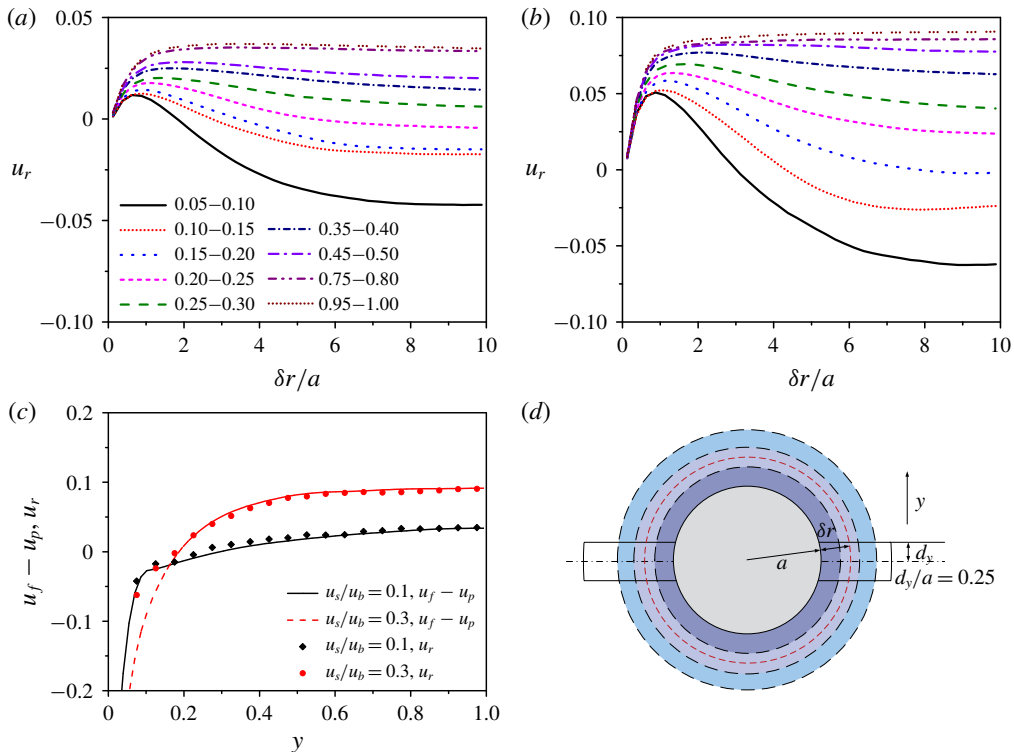 (a)
0.05
0
−0.05
−0.10
u_r
0.05−0.10
0.10−0.15
0.15−0.20
0.20−0.25
0.25−0.30
0.35−0.40
0.45−0.50
0.75−0.80
0.95−1.00
0 2 4 6 8 10
δr/a
(b)
0.10
0.05
0
−0.05
−0.10
u_r
0 2 4 6 8 10
δr/a
(c)
0.2
0.1
0
−0.1
−0.2
u_f − u_p, u_r
u_s/u_b = 0.1, u_f − u_p
u_s/u_b = 0.3, u_f − u_p
u_s/u_b = 0.1, u_r
u_s/u_b = 0.3, u_r
0 0.2 0.4 0.6 0.8 1.0
y
(d)
y
δr
a
d_y
d_y/a = 0.25